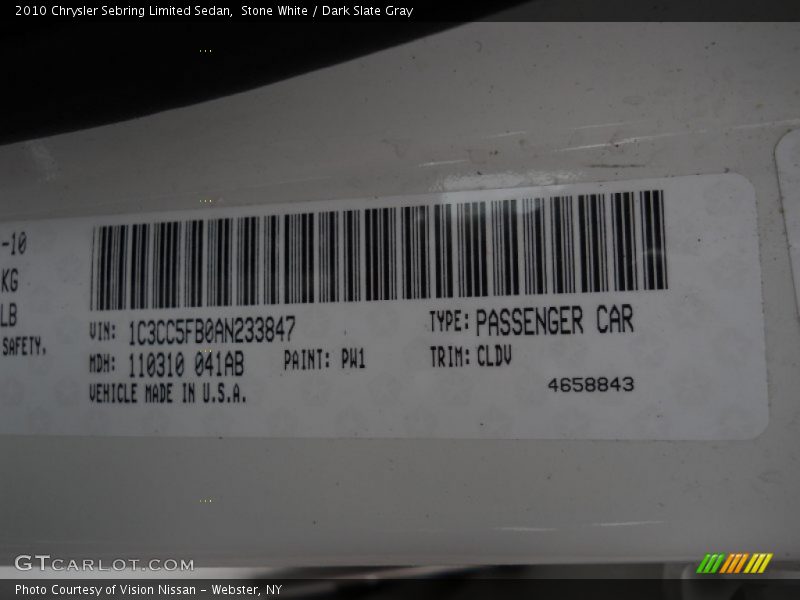 2010 Chrysler Sebring Limited Sedan, Stone White / Dark Slate Gray
-10
KG
LB
SAFETY.
VIN: 1C3CC5FB0AN233847
TYPE: PASSENGER CAR
MDH: 110310 041AB
PAINT: PW1
TRIM: CLDV
VEHICLE MADE IN U.S.A.
4658843
GTCARLOT.COM
Photo Courtesy of Vision Nissan - Webster, NY